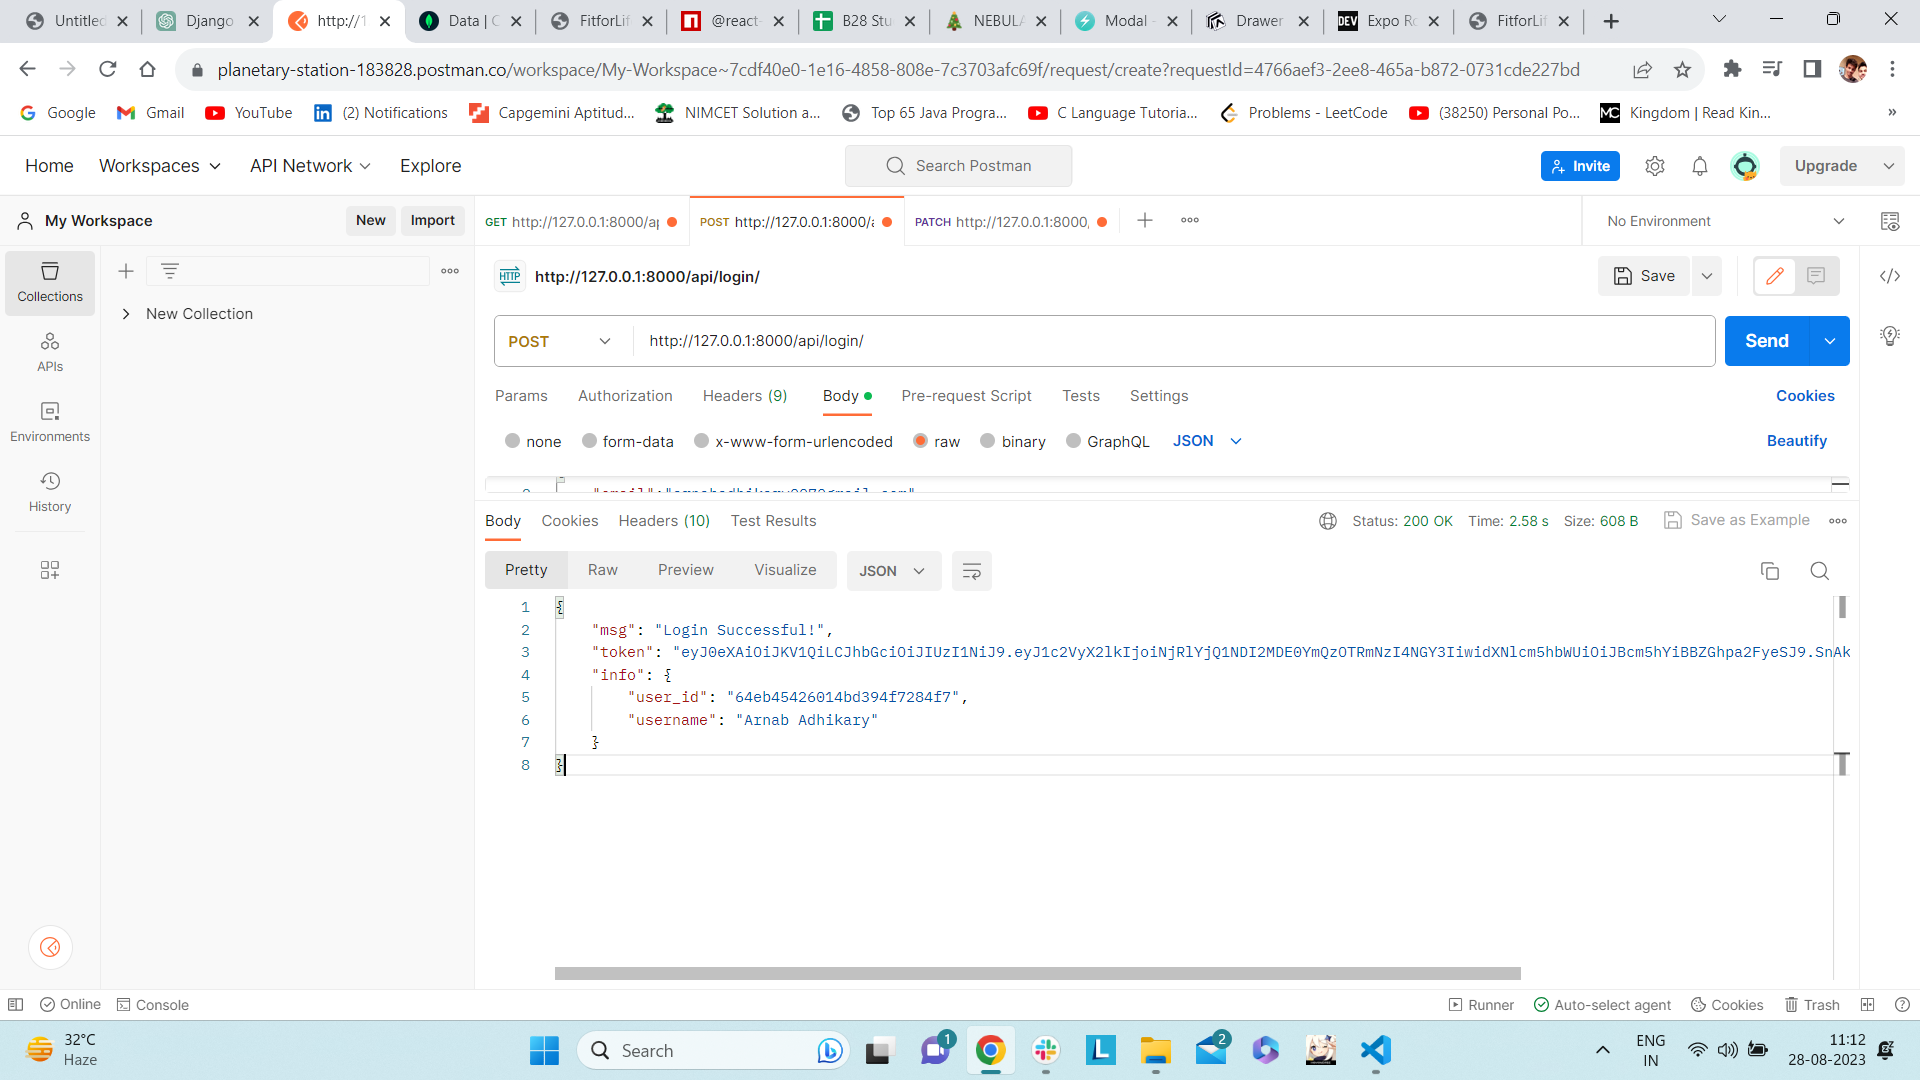 Untitled
Django
http://1
Data | C
FitforLif
@react-
B28 Stu
NEBULA
Modal -
Drawer
DEV
Expo Ro
FitforLif
planetary-station-183828.postman.co/workspace/My-Workspace~7cdf40e0-1e16-4858-808e-7c3703afc69f/request/create?requestId=4766aef3-2ee8-465a-b872-0731cde227bd
Google
Gmail
YouTube
(2) Notifications
Capgemini Aptitud...
NIMCET Solution a...
Top 65 Java Progra...
C Language Tutoria...
Problems - LeetCode
(38250) Personal Po...
MC
Kingdom | Read Kin...
»
Home
Workspaces
API Network
Explore
Search Postman
Invite
Upgrade
My Workspace
New
Import
GET http://127.0.0.1:8000/ap
POST http://127.0.0.1:8000/a
PATCH http://127.0.0.1:8000,
No Environment
Collections
New Collection
APIs
Environments
History
HTTP
http://127.0.0.1:8000/api/login/
Save
</>
POST
http://127.0.0.1:8000/api/login/
Send
Params
Authorization
Headers (9)
Body
Pre-request Script
Tests
Settings
Cookies
none
form-data
x-www-form-urlencoded
raw
binary
GraphQL
JSON
Beautify
Body
Cookies
Headers (10)
Test Results
Status: 200 OK
Time: 2.58 s
Size: 608 B
Save as Example
Pretty
Raw
Preview
Visualize
JSON
1 {
2 "msg": "Login Successful!",
3 "token": "eyJ0eXAiOiJKV1QiLCJhbGciOiJIUzI1NiJ9.eyJ1c2VyX2lkIjoiNjRlYjQ1NDI2MDE0YmQzOTRmNzI4NGY3IiwidXNlcm5hbWUiOiJBcm5hYiBBZGhpa2FyeSJ9.SnAk
4 "info": {
5 "user_id": "64eb45426014bd394f7284f7",
6 "username": "Arnab Adhikary"
7 }
8 }
Online
Console
Runner
Auto-select agent
Cookies
Trash
32°C
Haze
Search
1
L
2
ENG
IN
11:12
28-08-2023